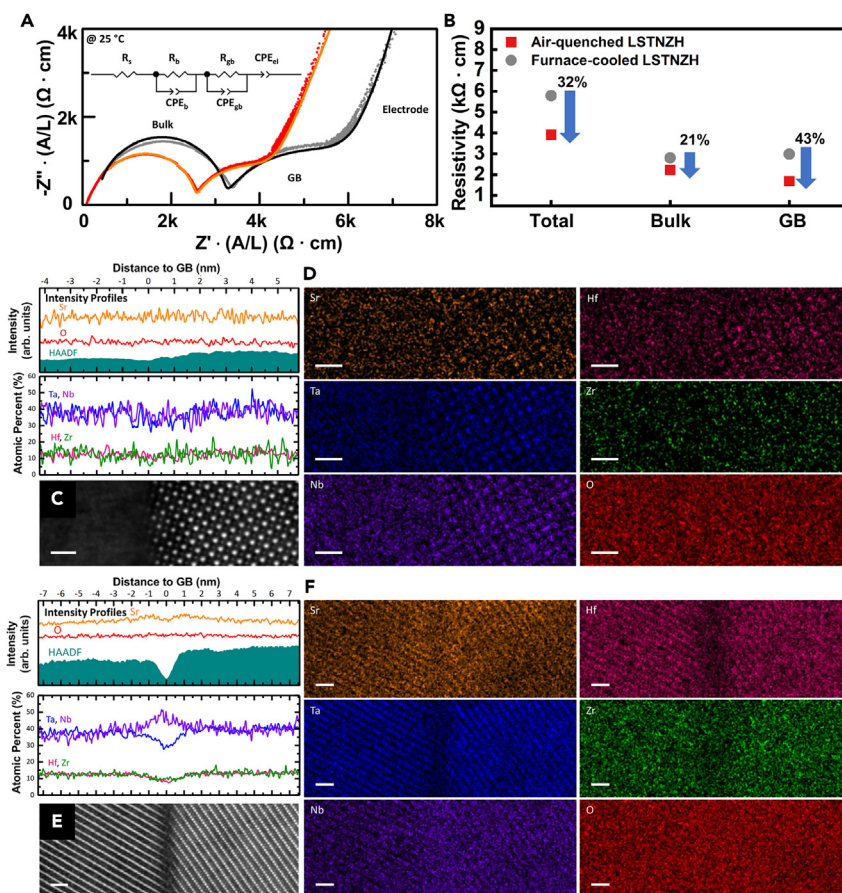 A
@ 25 °C
Rs Rb Rgb CPEel
CPEb CPEgb
Bulk
Electrode
GB
-Z'' · (A/L) (Ω · cm)
4k
2k
0
0 2k 4k 6k 8k
Z' · (A/L) (Ω · cm)
B
Air-quenched LSTNZH
Furnace-cooled LSTNZH
32%
21%
43%
Resistivity (kΩ · cm)
9
8
7
6
5
4
3
2
1
Total Bulk GB
Distance to GB (nm)
-4 -3 -2 -1 0 1 2 3 4 5
Intensity Profiles
Sr
O
HAADF
Intensity
(arb. units)
Ta, Nb
Hf, Zr
Atomic Percent (%)
60
50
40
30
20
10
0
C
D
Sr
Hf
Ta
Zr
Nb
O
Distance to GB (nm)
-7 -6 -5 -4 -3 -2 -1 0 1 2 3 4 5 6 7
Intensity Profiles Sr
O
HAADF
Intensity
(arb. units)
Ta, Nb
Hf, Zr
Atomic Percent (%)
60
50
40
30
20
10
0
E
F
Sr
Hf
Ta
Zr
Nb
O